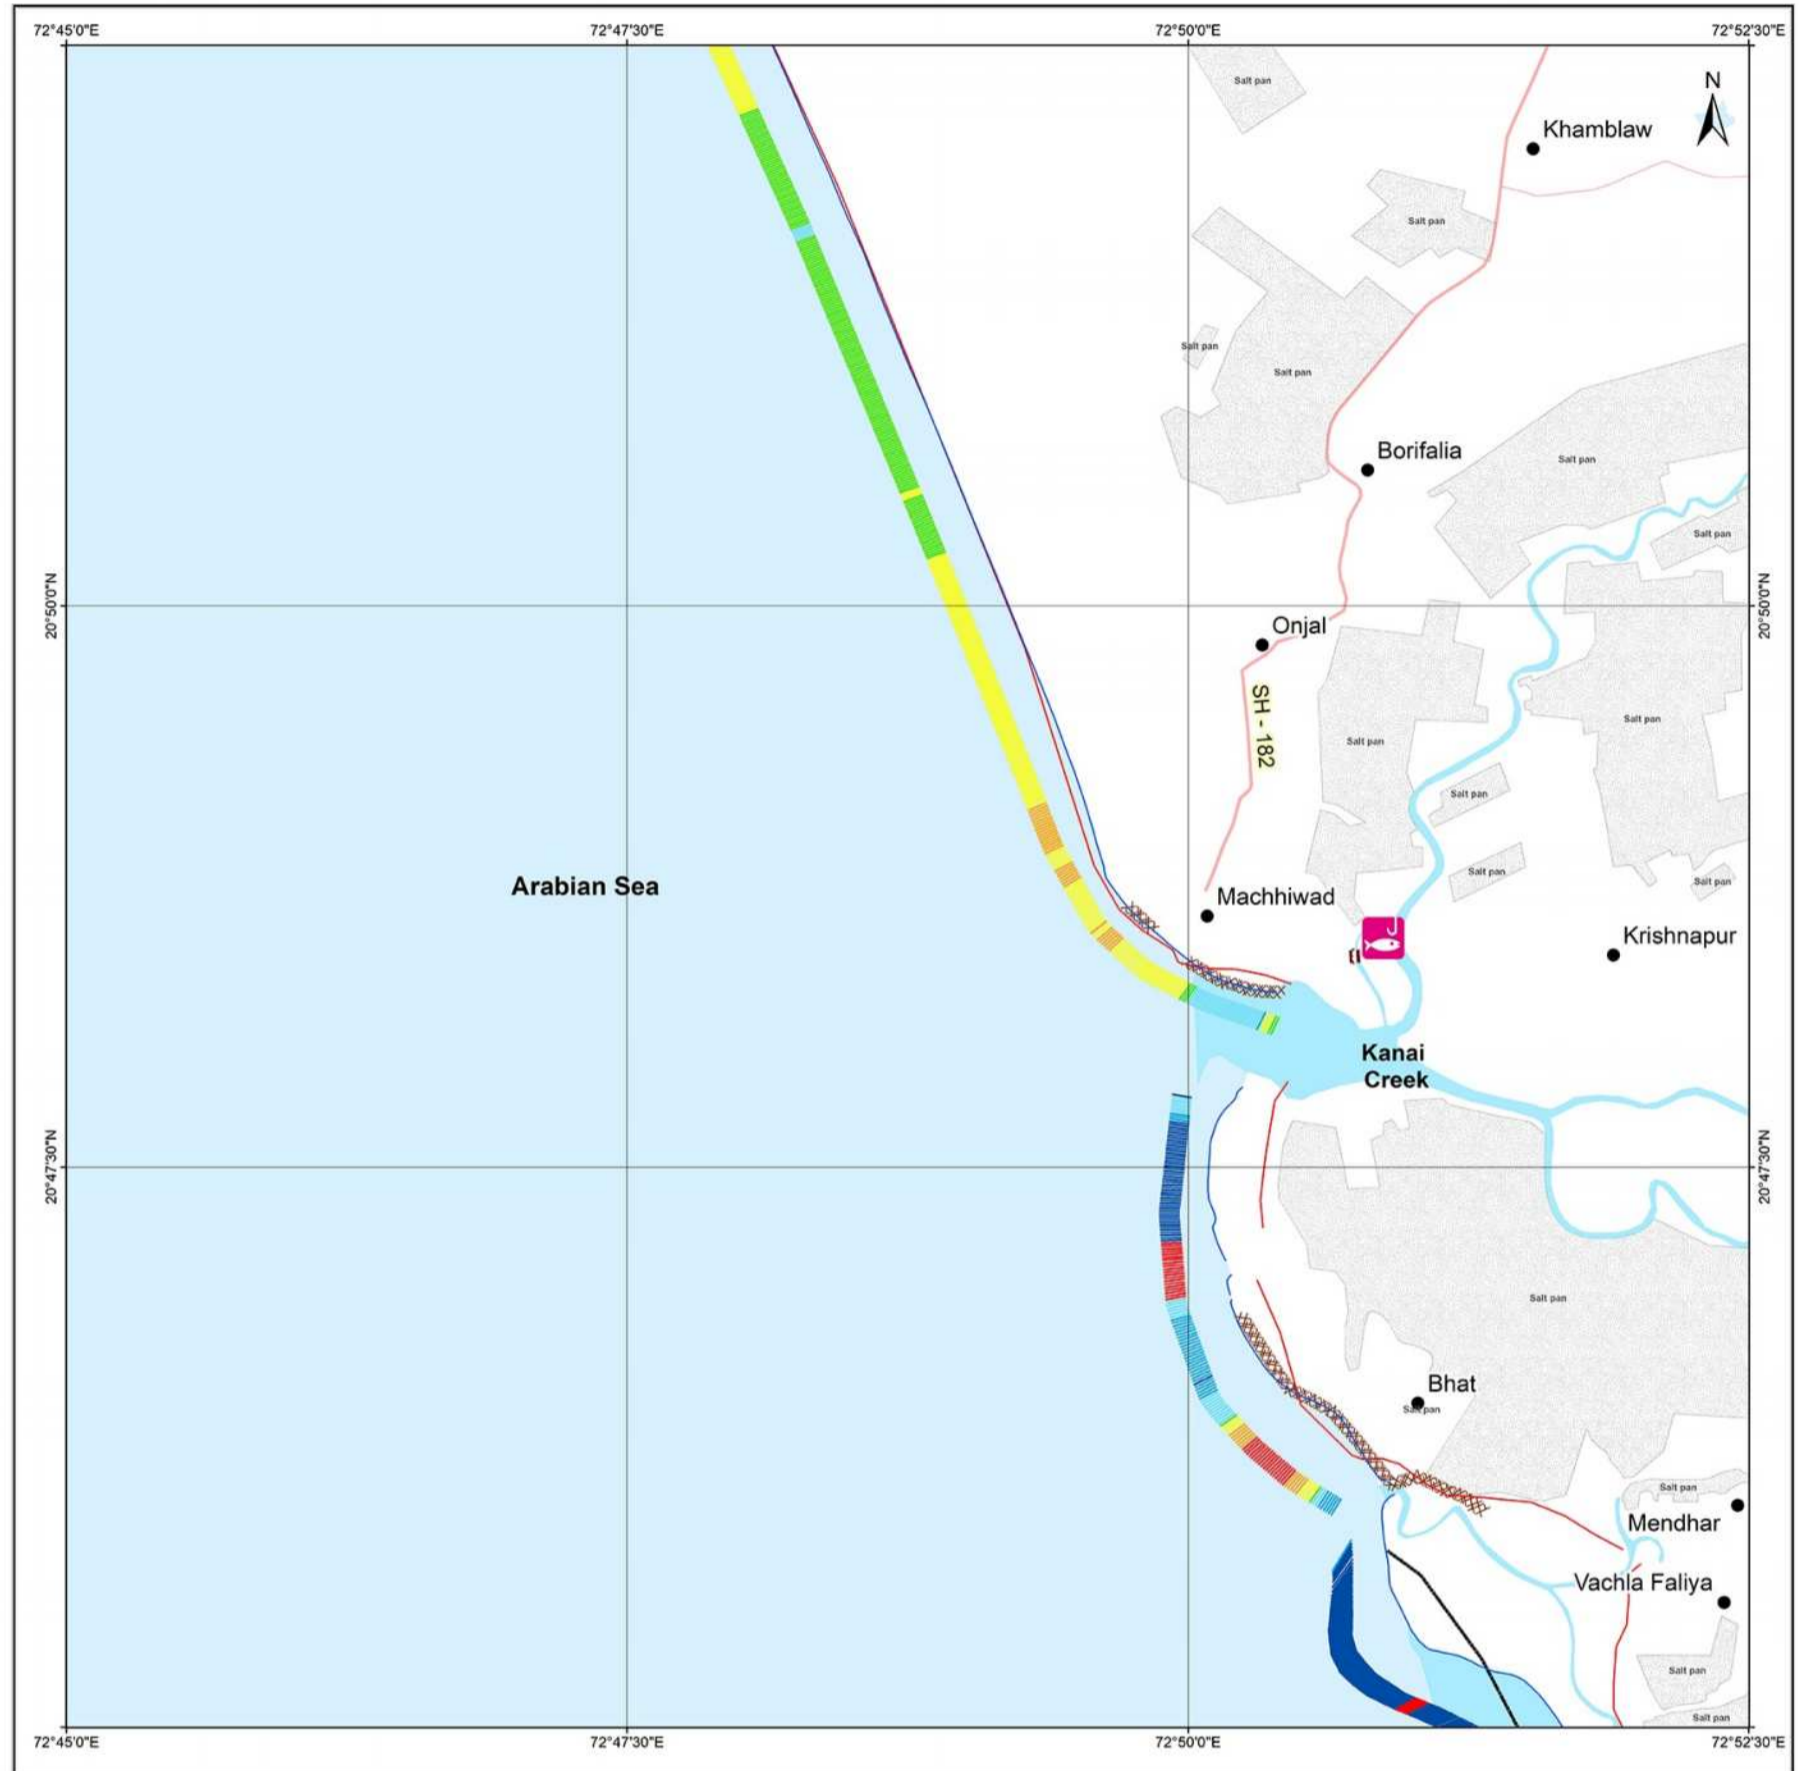 72°45'0"E
72°47'30"E
72°50'0"E
72°52'30"E
N
Salt pan
Khamblaw
Salt pan
Salt pan
Salt pan
Borifalia
Salt pan
Salt pan
20°50'0"N
20°50'0"N
Onjal
SH - 182
Salt pan
Salt pan
Salt pan
Salt pan
Salt pan
Arabian Sea
Machhiwad
Krishnapur
Kanai
Creek
20°47'30"N
20°47'30"N
Salt pan
Bhat
Salt pan
Salt pan
Mendhar
Vachla Faliya
Salt pan
Salt pan
72°45'0"E
72°47'30"E
72°50'0"E
72°52'30"E